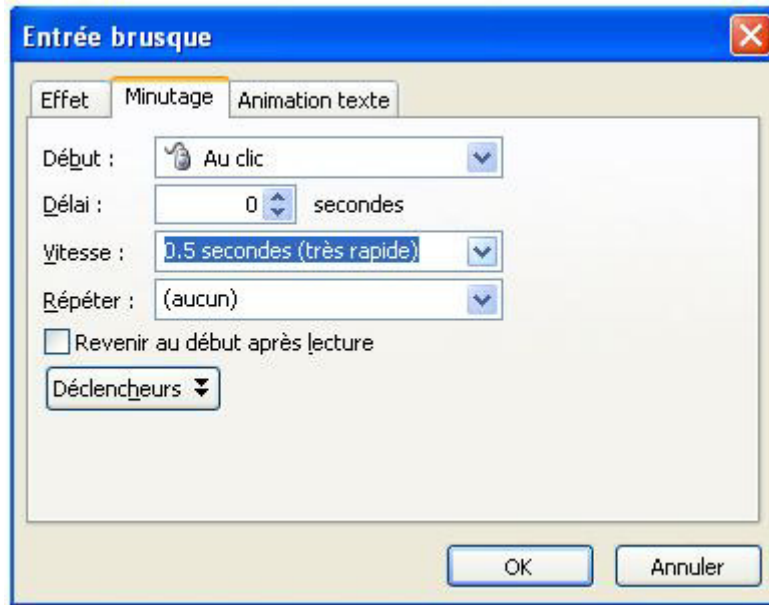 Entrée brusque
Effet Minutage Animation texte
Début : Au clic
Délai : 0 secondes
Vitesse : 0.5 secondes (très rapide)
Répéter : (aucun)
Revenir au début après lecture
Déclencheurs
OK Annuler